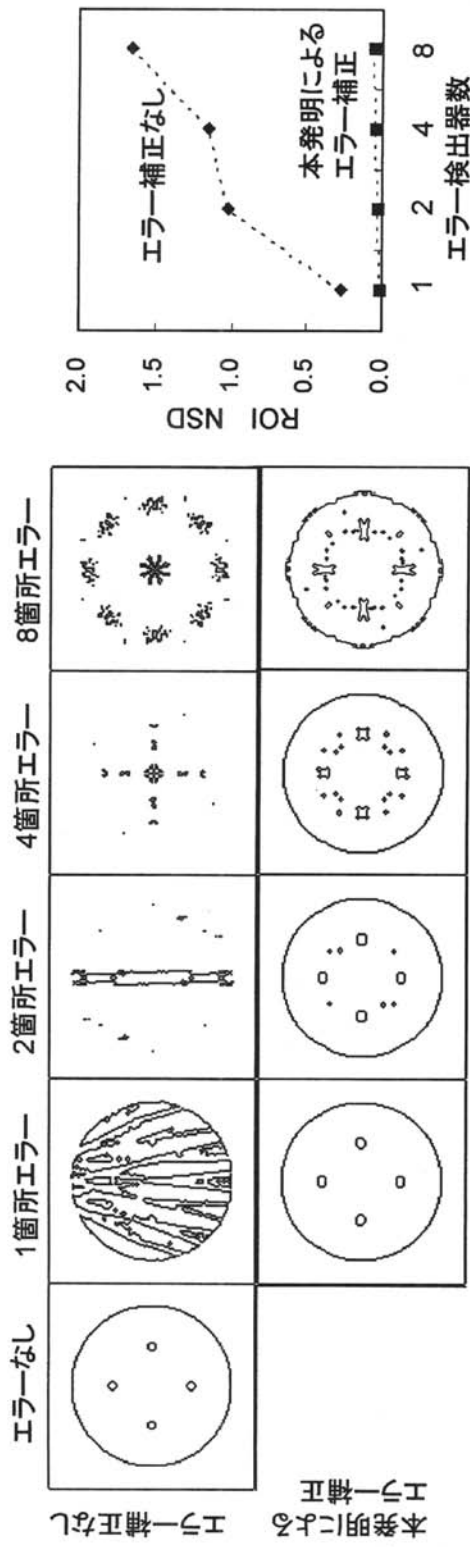 エラーなし
1箇所エラー
2箇所エラー
4箇所エラー
8箇所エラー
エラー補正なし
本発明による
エラー補正
2.0
1.5
1.0
0.5
0.0
ROI NSD
エラー補正なし
本発明による
エラー補正
1
2
4
8
エラー検出器数